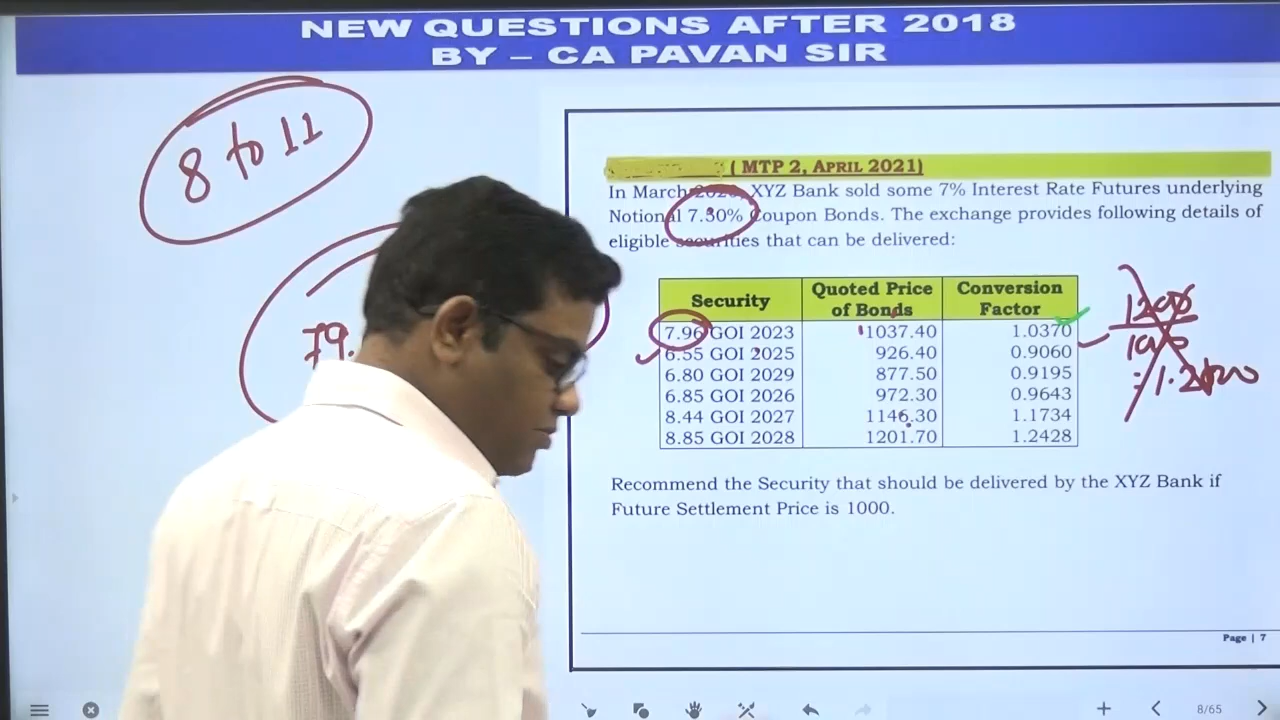 NEW QUESTIONS AFTER 2018
BY – CA PAVAN SIR
8 to 11
79.
( MTP 2, APRIL 2021)
In March XYZ Bank sold some 7% Interest Rate Futures underlying
Notional 7.30% Coupon Bonds. The exchange provides following details of
eligible securities that can be delivered:
Security Quoted Price of Bonds Conversion Factor
7.96 GOI 2023 1037.40 1.0370
6.55 GOI 2025 926.40 0.9060
6.80 GOI 2029 877.50 0.9195
6.85 GOI 2026 972.30 0.9643
8.44 GOI 2027 1146.30 1.1734
8.85 GOI 2028 1201.70 1.2428
Recommend the Security that should be delivered by the XYZ Bank if
Future Settlement Price is 1000.
Page | 7
8/65